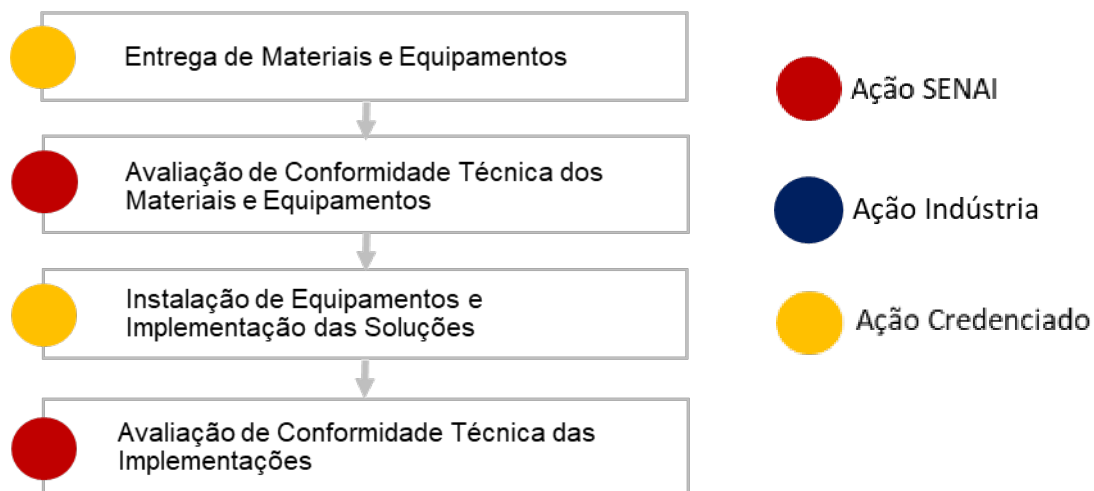 Entrega de Materiais e Equipamentos
Avaliação de Conformidade Técnica dos
Materiais e Equipamentos
Instalação de Equipamentos e
Implementação das Soluções
Avaliação de Conformidade Técnica das
Implementações
Ação SENAI
Ação Indústria
Ação Credenciado